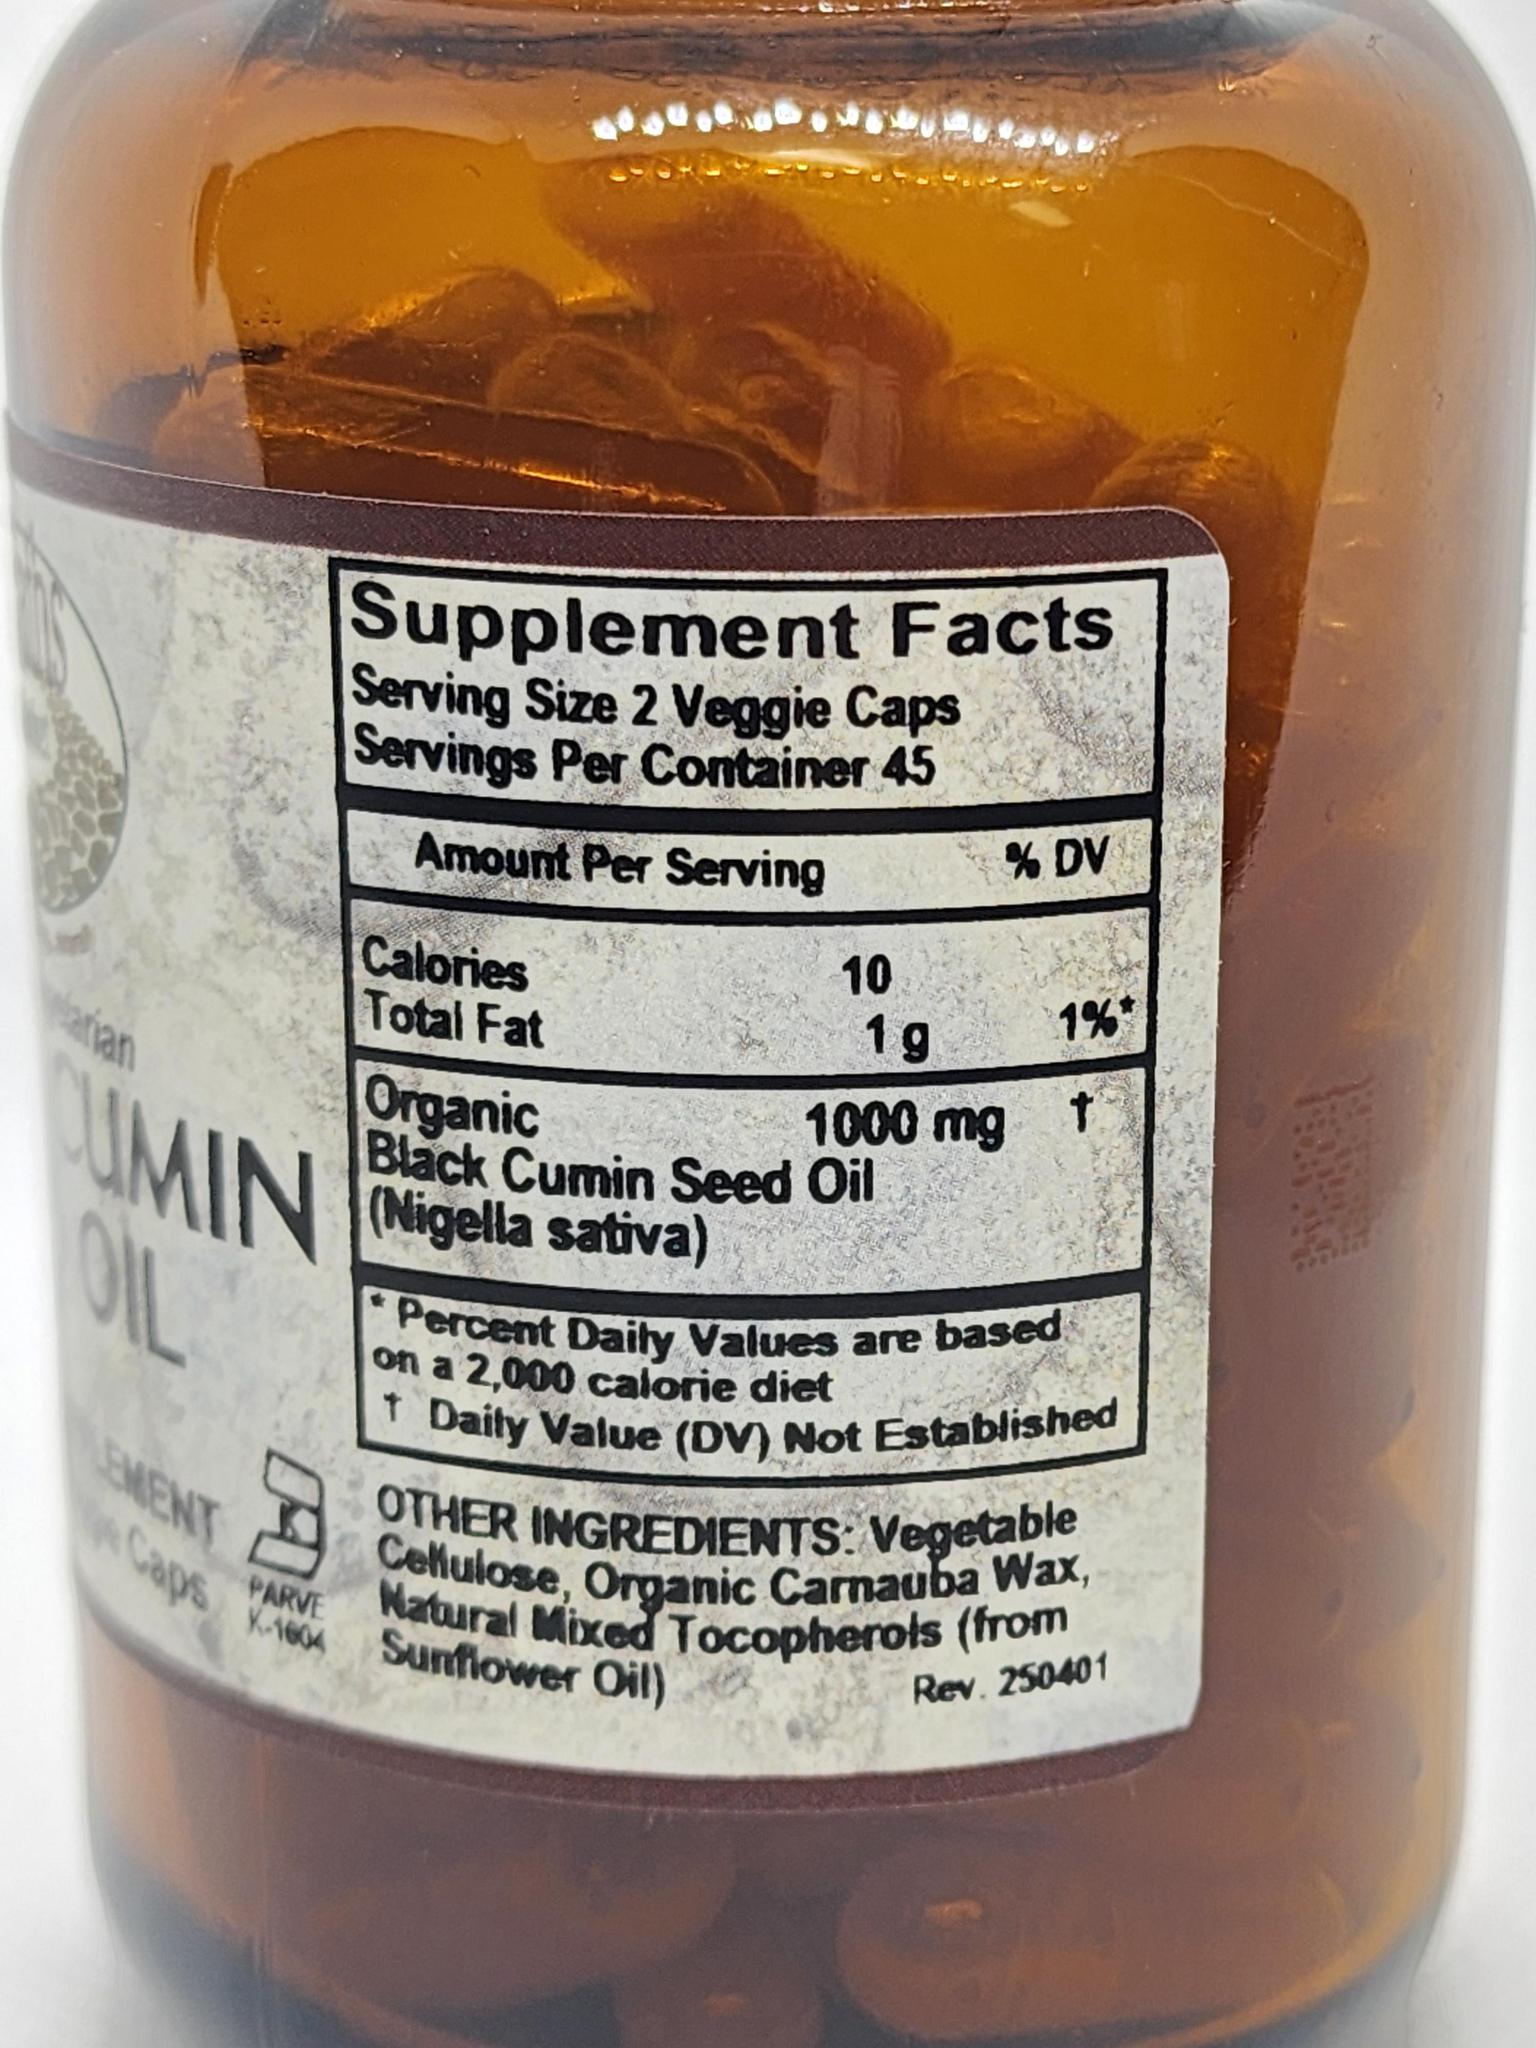 Supplement Facts
Serving Size 2 Veggie Caps
Servings Per Container 45
Amount Per Serving % DV
Calories 10
Total Fat 1 g 1%*
Organic 1000 mg †
Black Cumin Seed Oil
(Nigella sativa)
* Percent Daily Values are based
on a 2,000 calorie diet
† Daily Value (DV) Not Established
OTHER INGREDIENTS: Vegetable
Cellulose, Organic Carnauba Wax,
Natural Mixed Tocopherols (from
Sunflower Oil)
Rev. 250401
CUMIN
OIL
Caps
K
PARVE
K-1604